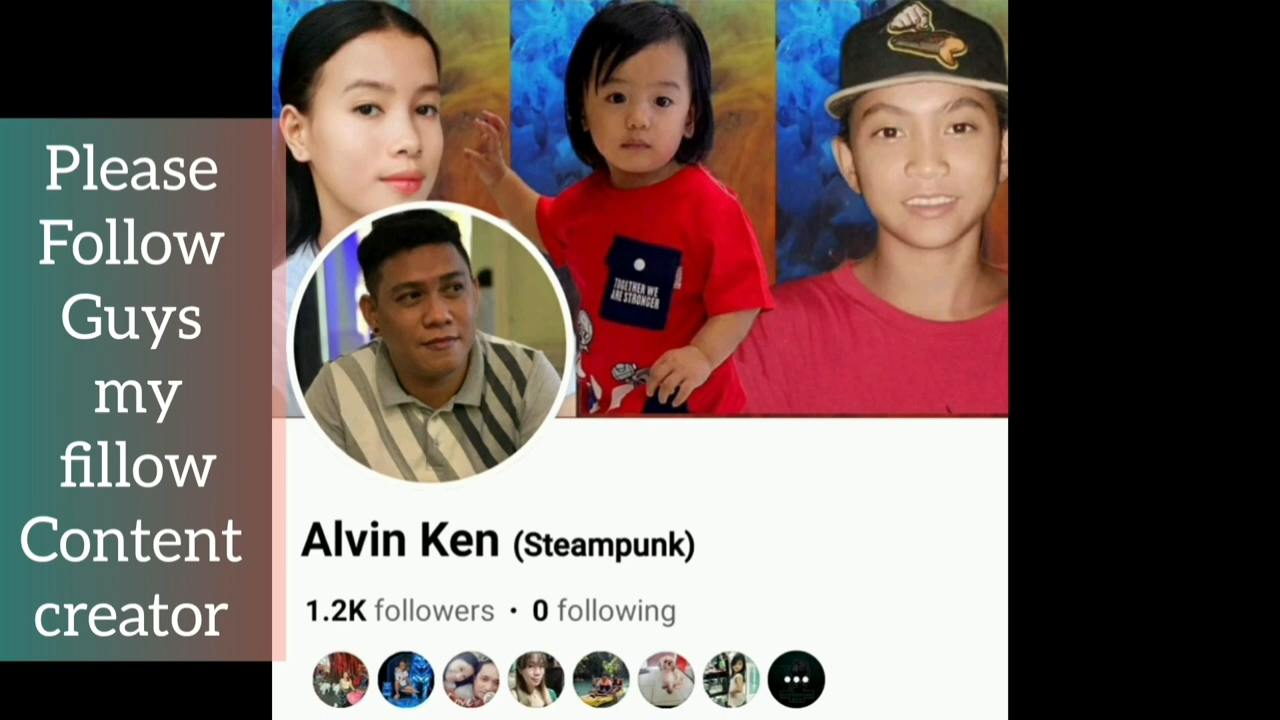 Please
Follow
Guys
my
fillow
Content
creator
TOGETHER WE
ARE STRONGER
Alvin Ken (Steampunk)
1.2K followers • 0 following